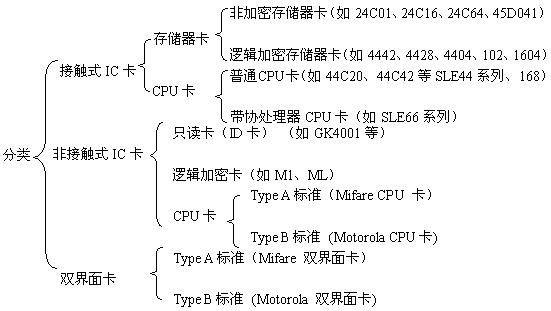 非加密存储器卡(如 24C01、24C16、24C64、45D041)
存储器卡
逻辑加密存储器卡(如 4442、4428、4404、102、1604)
接触式 IC 卡
普通CPU卡(如 44C20、44C42 等 SLE44 系列、168)
CPU 卡
带协处理器 CPU 卡（如 SLE66 系列）
只读卡（ID 卡） （如 GK4001 等）
分类
非接触式 IC 卡
逻辑加密卡（如 M1、ML）
Type A 标准（Mifare CPU 卡）
CPU 卡
Type B 标准 (Motorola CPU 卡)
Type A 标准（Mifare 双界面卡）
双界面卡
Type B 标准 (Motorola 双界面卡)